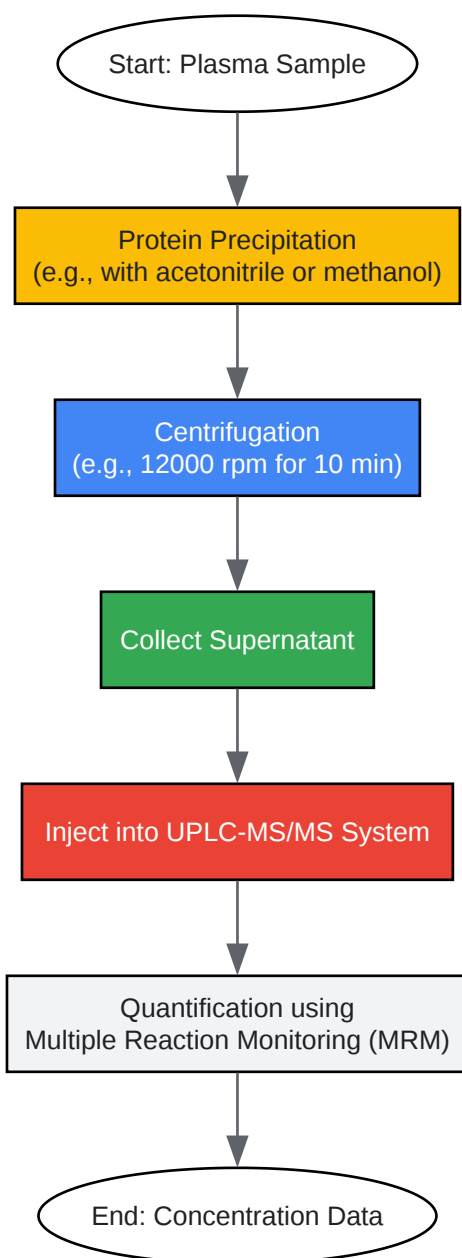 Start: Plasma Sample
Protein Precipitation
(e.g., with acetonitrile or methanol)
Centrifugation
(e.g., 12000 rpm for 10 min)
Collect Supernatant
Inject into UPLC-MS/MS System
Quantification using
Multiple Reaction Monitoring (MRM)
End: Concentration Data